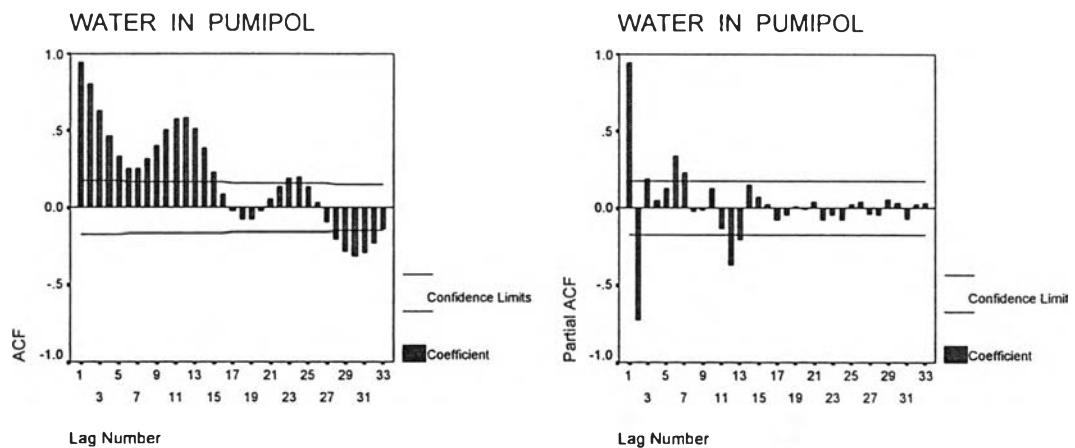 WATER IN PUMIPOL
1.0
.5
0.0
-.5
-1.0
ACF
1 5 9 13 17 21 25 29 33
3 7 11 15 19 23 27 31
Lag Number
Confidence Limits
Coefficient
WATER IN PUMIPOL
1.0
.5
0.0
-.5
-1.0
Partial ACF
1 5 9 13 17 21 25 29 33
3 7 11 15 19 23 27 31
Lag Number
Confidence Limit
Coefficient